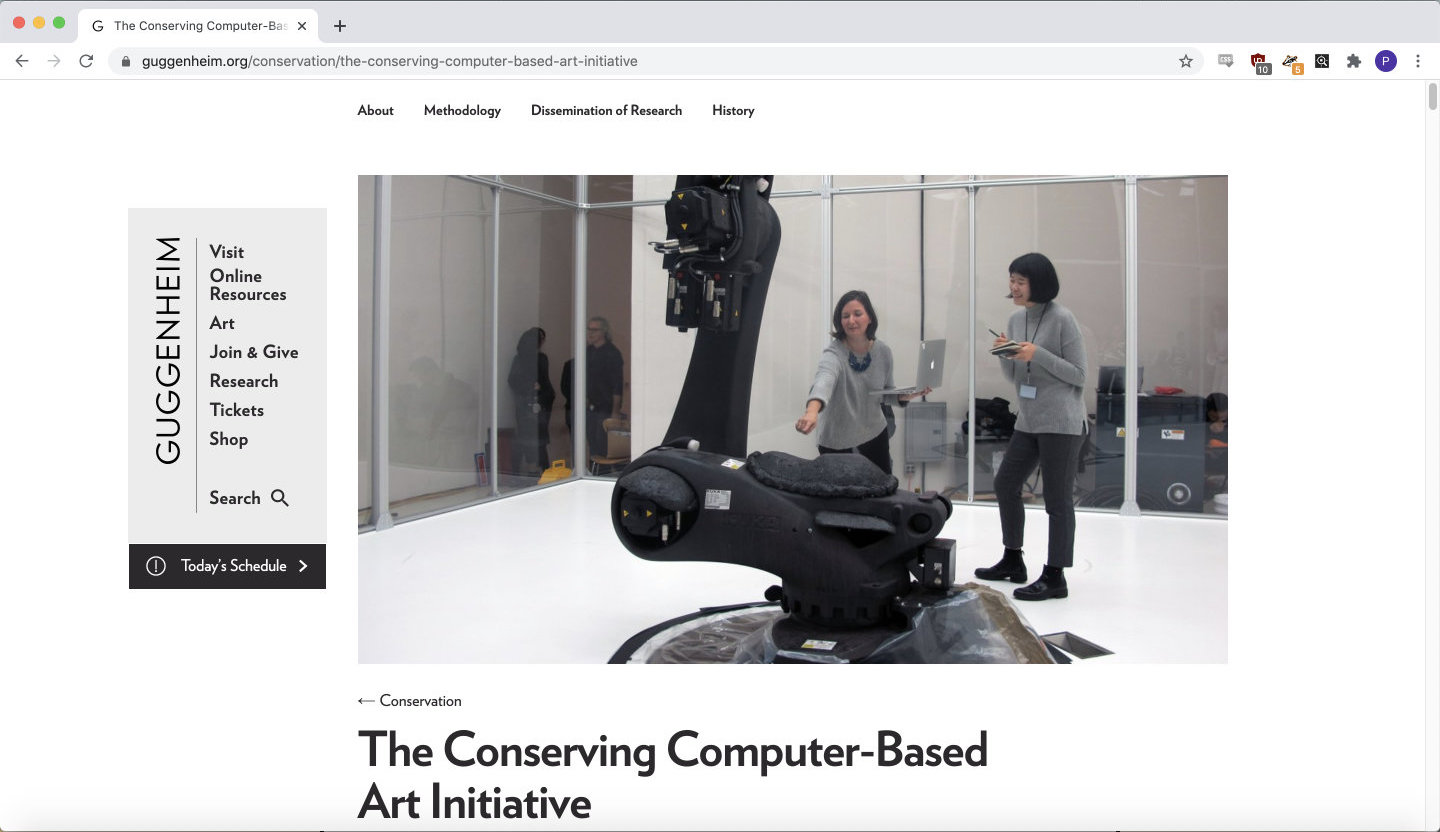 The Conserving Computer-Bas
guggenheim.org/conservation/the-conserving-computer-based-art-initiative
10
5
P
About Methodology Dissemination of Research History
GUGGENHEIM
Visit
Online
Resources
Art
Join & Give
Research
Tickets
Shop
Search
Today's Schedule
← Conservation
The Conserving Computer-Based
Art Initiative